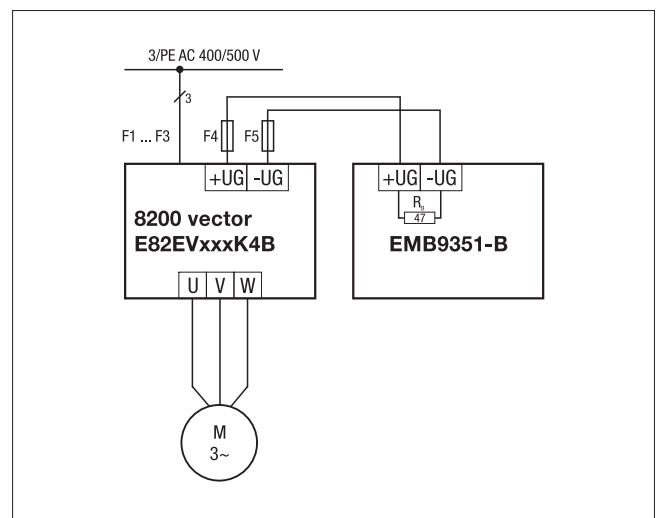 3/PE AC 400/500 V
3
F1 ... F3
F4
F5
+UG -UG
+UG -UG
R_B
47
8200 vector
E82EVxxxK4B
EMB9351-B
U V W
M
3~